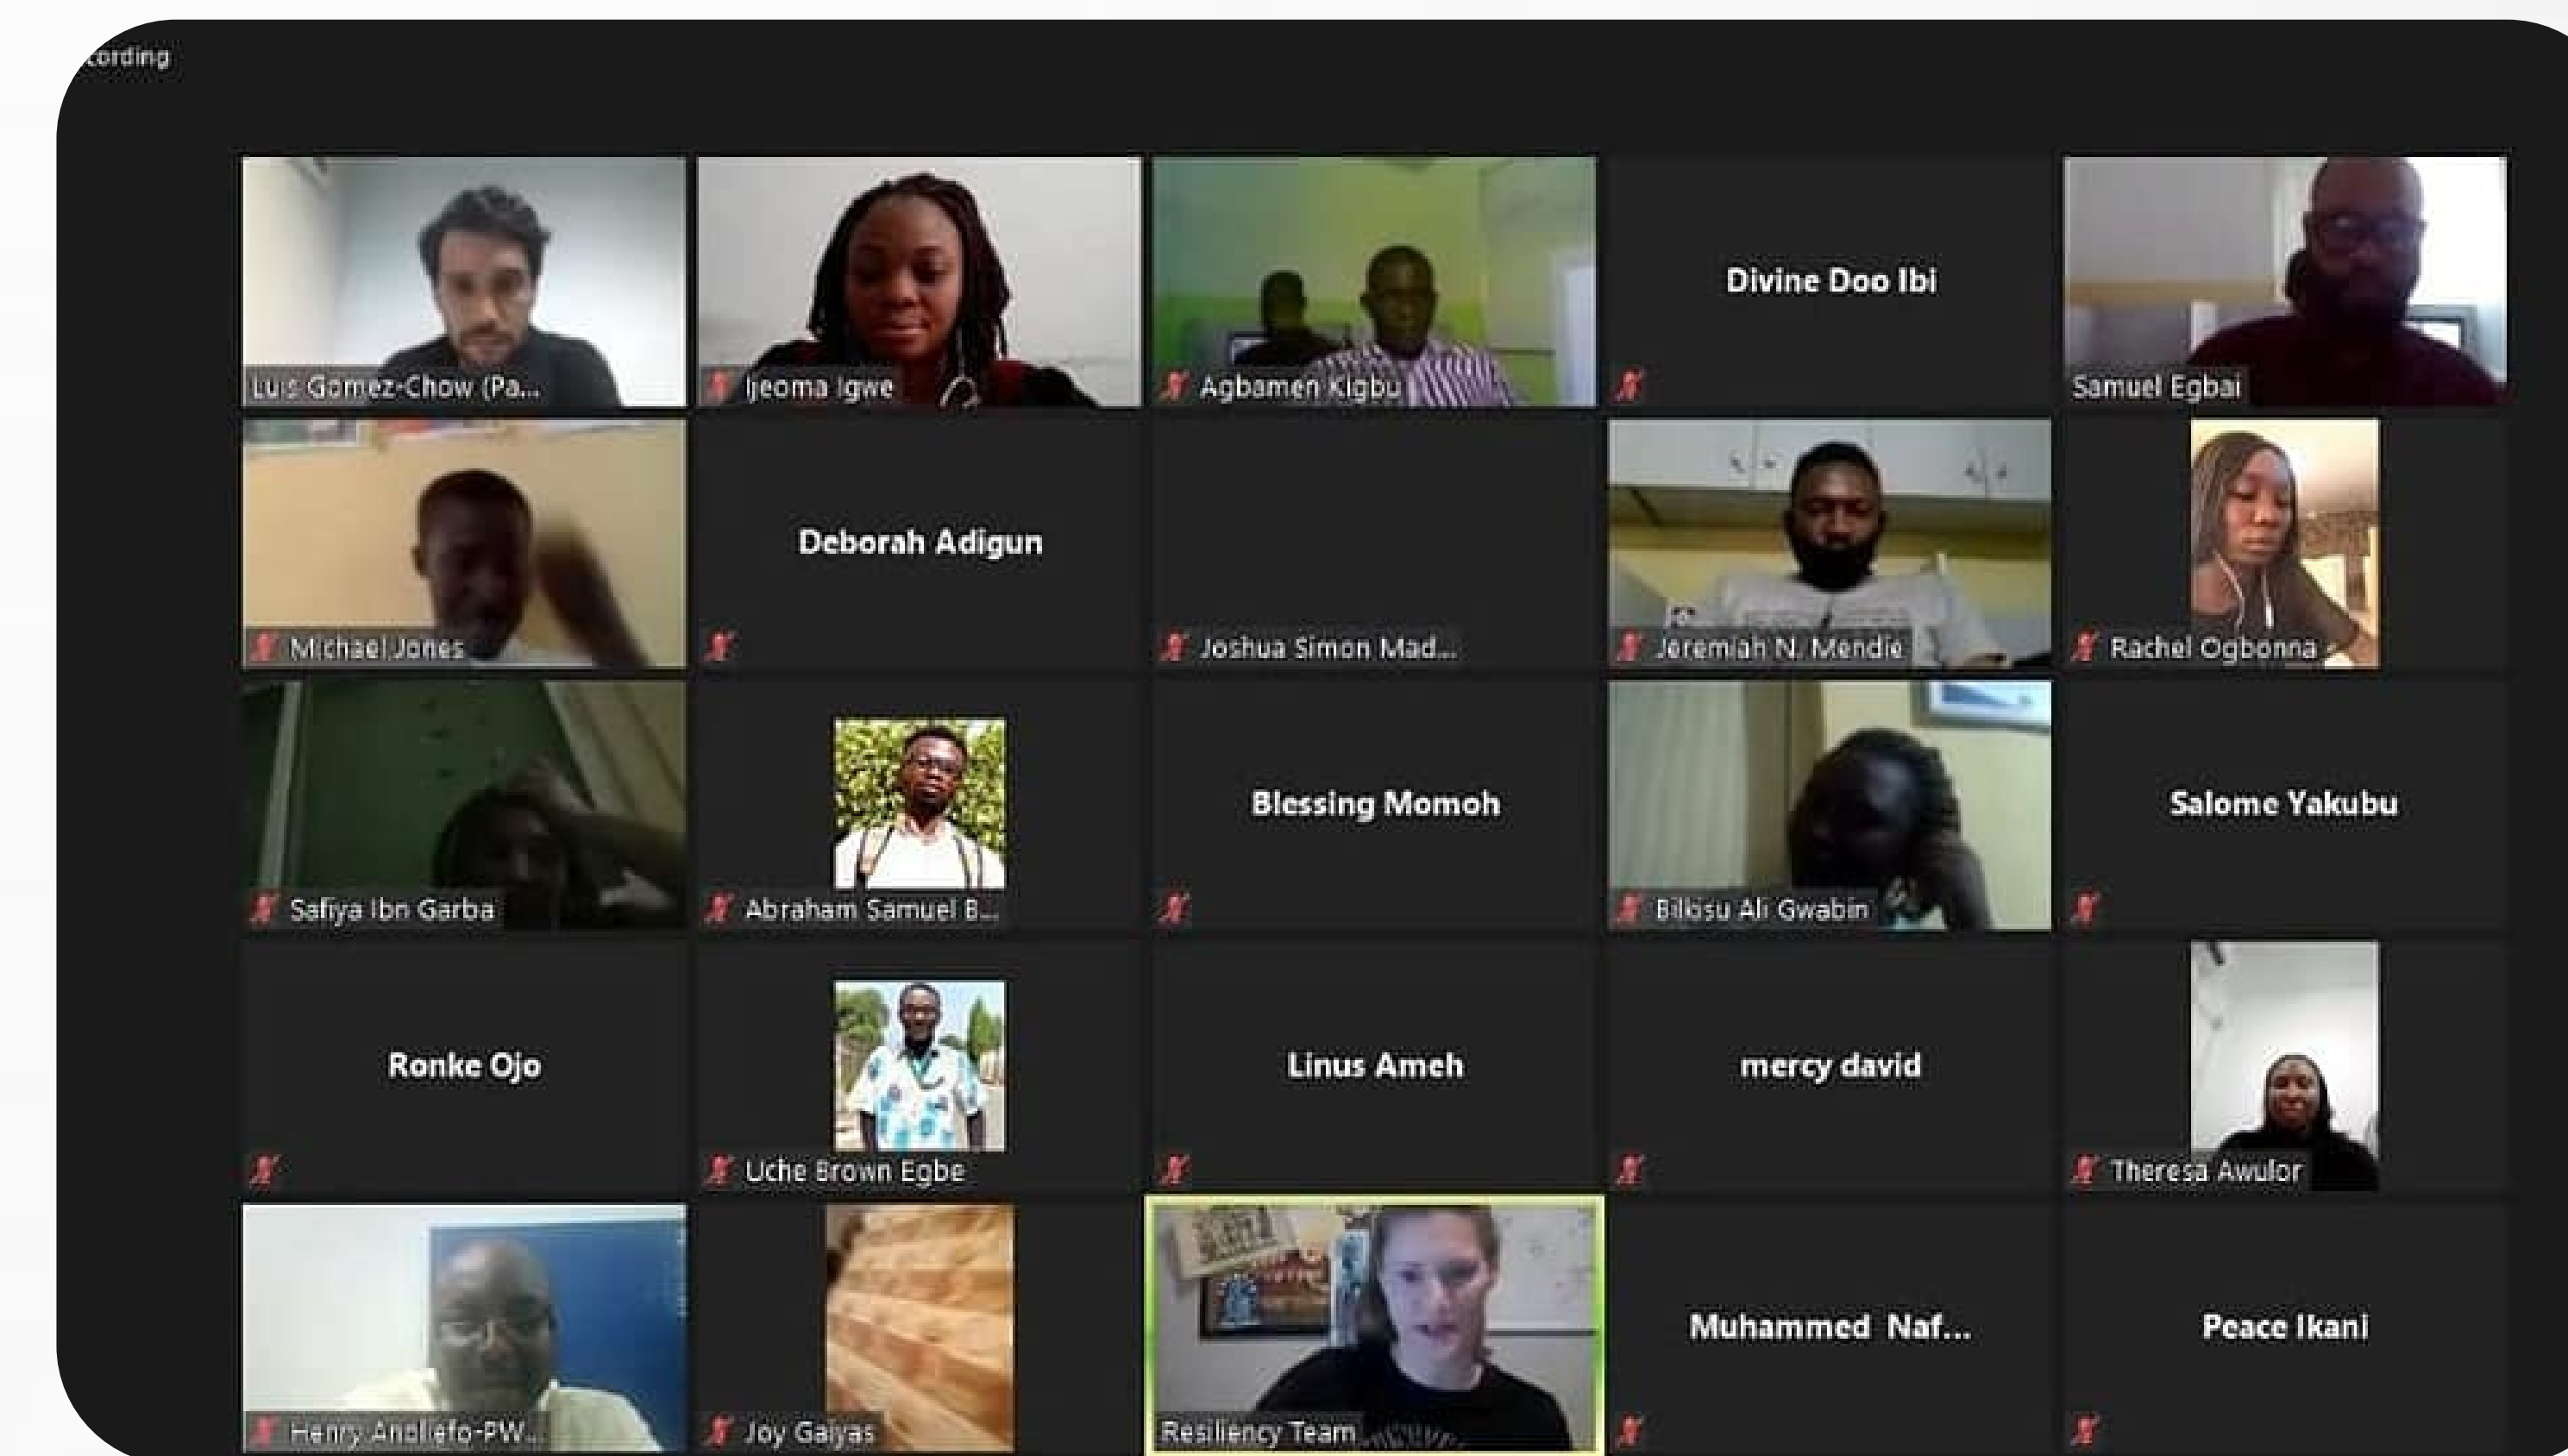 cording
Luis Gomez-Chow (Pa...
Ijeoma Igwe
Agbamen Kigbu
Divine Doo Ibi
Samuel Egbai
Michael Jones
Deborah Adigun
Joshua Simon Mad...
Jeremiah N. Mendie
Rachel Ogbonna
Safiya Ibn Garba
Abraham Samuel B...
Blessing Momoh
Bilkisu Ali Gwabin
Salome Yakubu
Ronke Ojo
Uche Brown Egbe
Linus Ameh
mercy david
Theresa Awulor
Henry Anoliefo-PW...
Joy Gaiyas
Resiliency Team
Muhammed Naf...
Peace Ikani